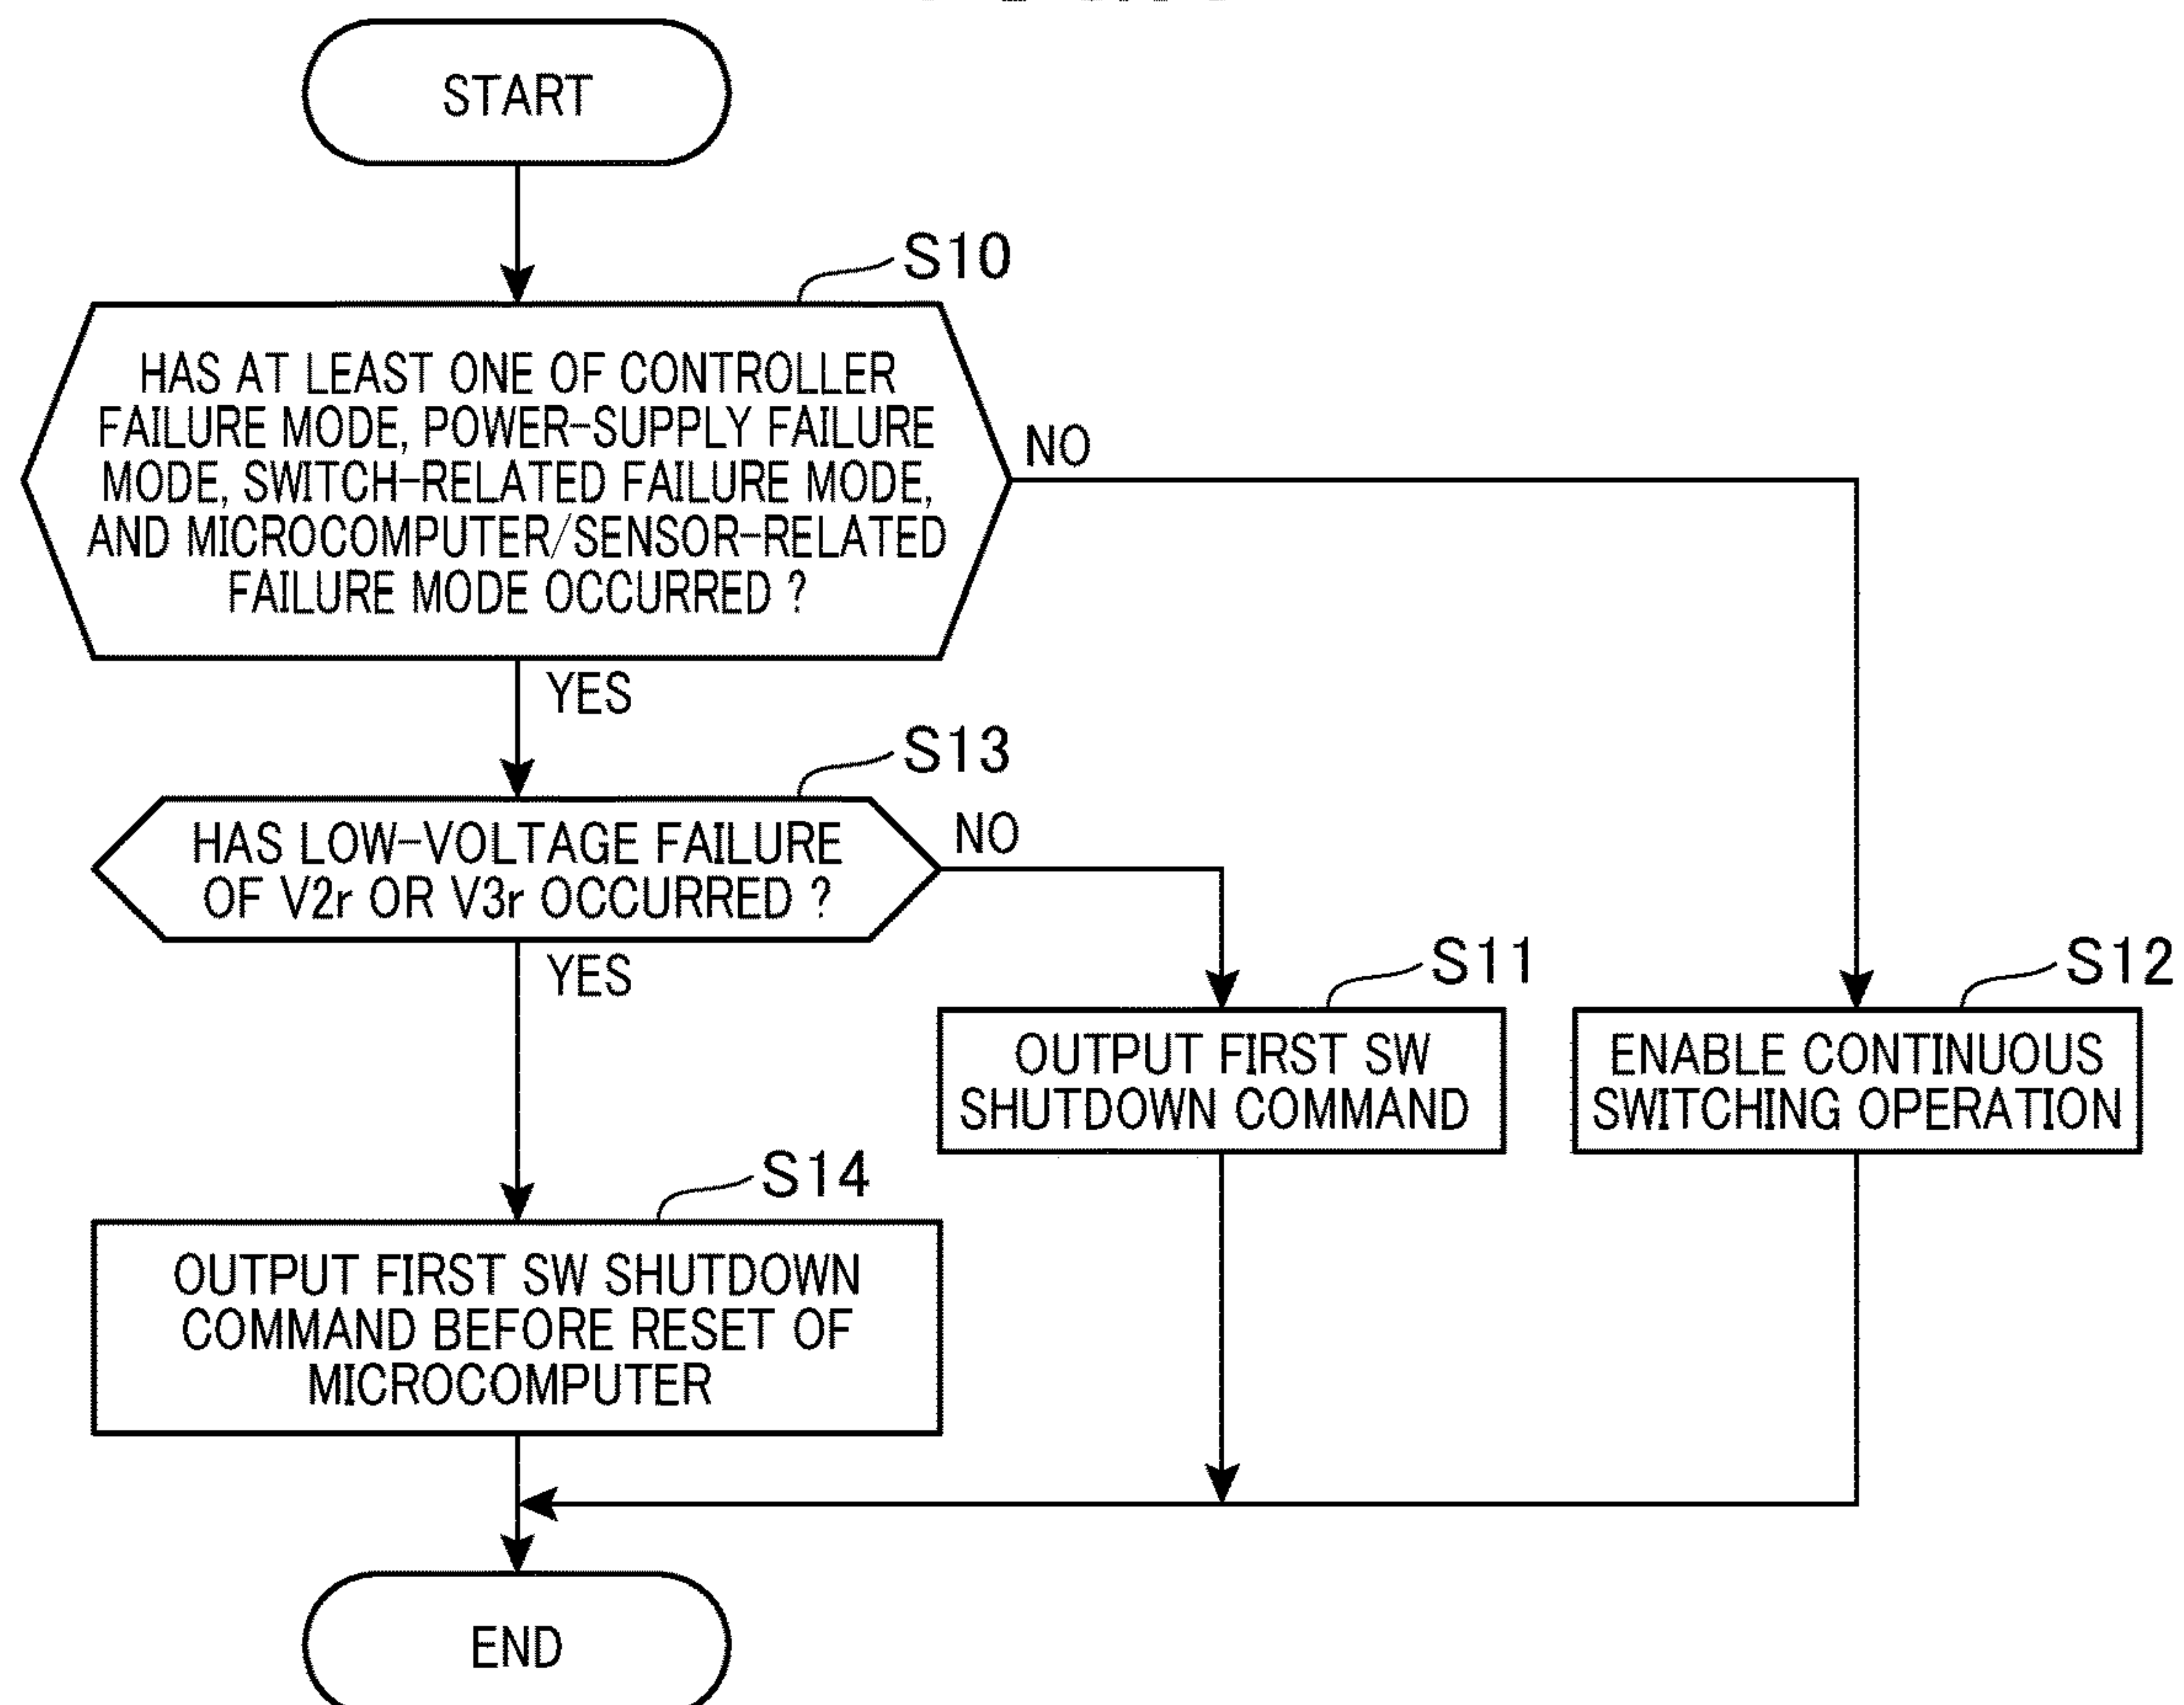 START
S10
HAS AT LEAST ONE OF CONTROLLER
FAILURE MODE, POWER-SUPPLY FAILURE
MODE, SWITCH-RELATED FAILURE MODE,
AND MICROCOMPUTER/SENSOR-RELATED
FAILURE MODE OCCURRED ?
NO
YES
S13
HAS LOW-VOLTAGE FAILURE
OF V2r OR V3r OCCURRED ?
NO
YES
S11
OUTPUT FIRST SW
SHUTDOWN COMMAND
S12
ENABLE CONTINUOUS
SWITCHING OPERATION
S14
OUTPUT FIRST SW SHUTDOWN
COMMAND BEFORE RESET OF
MICROCOMPUTER
END